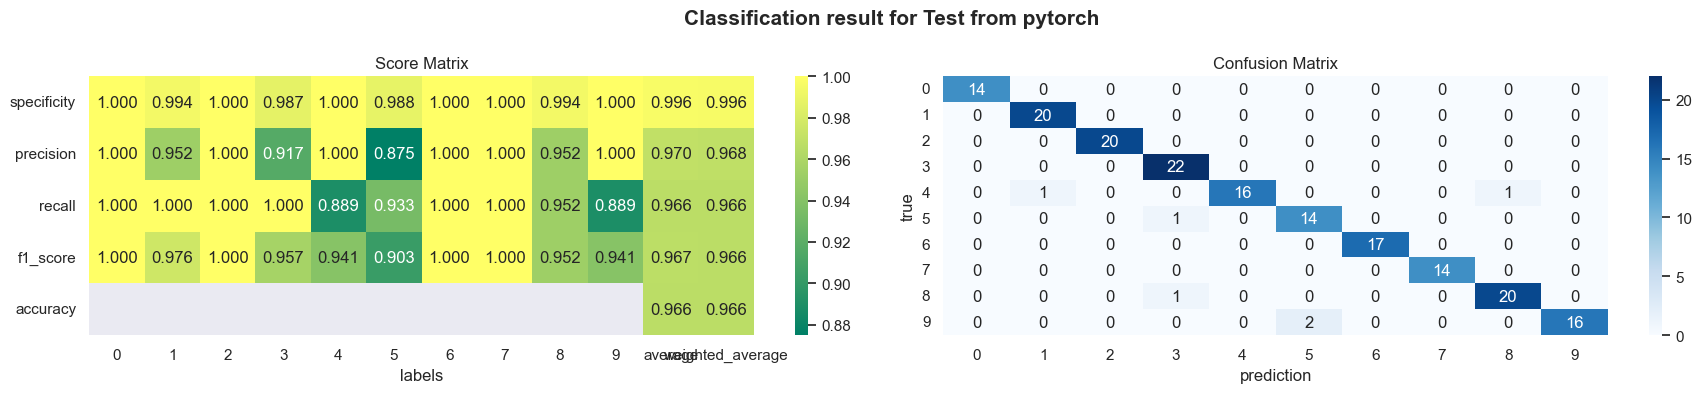 Classification result for Test from pytorch
Score Matrix
specificity 1.000 0.994 1.000 0.987 1.000 0.988 1.000 1.000 0.994 1.000 0.996 0.996
precision 1.000 0.952 1.000 0.917 1.000 0.875 1.000 1.000 0.952 1.000 0.970 0.968
recall 1.000 1.000 1.000 1.000 0.889 0.933 1.000 1.000 0.952 0.889 0.966 0.966
f1_score 1.000 0.976 1.000 0.957 0.941 0.903 1.000 1.000 0.952 0.941 0.967 0.966
accuracy 0.966 0.966
0 1 2 3 4 5 6 7 8 9 average weighted_average
labels
1.00
0.98
0.96
0.94
0.92
0.90
0.88
Confusion Matrix
true
0 14 0 0 0 0 0 0 0 0 0
1 0 20 0 0 0 0 0 0 0 0
2 0 0 20 0 0 0 0 0 0 0
3 0 0 0 22 0 0 0 0 0 0
4 0 1 0 0 16 0 0 0 1 0
5 0 0 0 1 0 14 0 0 0 0
6 0 0 0 0 0 0 17 0 0 0
7 0 0 0 0 0 0 0 14 0 0
8 0 0 0 1 0 0 0 0 20 0
9 0 0 0 0 0 2 0 0 0 16
0 1 2 3 4 5 6 7 8 9
prediction
20
15
10
5
0